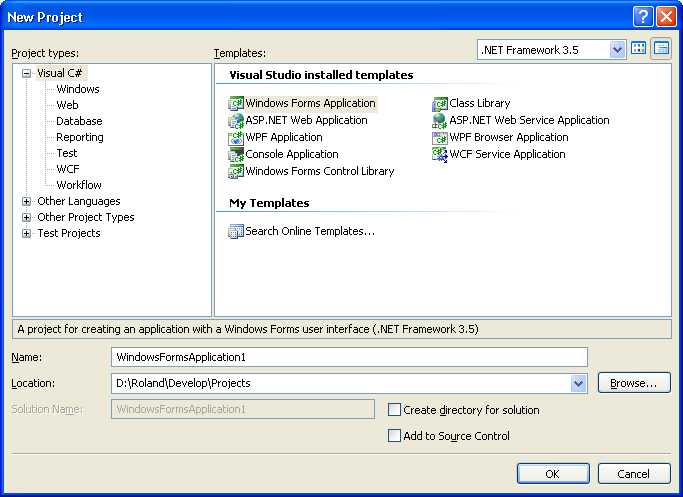 New Project
Project types:
Templates:
.NET Framework 3.5
Visual C#
Windows
Web
Database
Reporting
Test
WCF
Workflow
Other Languages
Other Project Types
Test Projects
Visual Studio installed templates
Windows Forms Application
Class Library
ASP.NET Web Application
ASP.NET Web Service Application
WPF Application
WPF Browser Application
Console Application
WCF Service Application
Windows Forms Control Library
My Templates
Search Online Templates...
A project for creating an application with a Windows Forms user interface (.NET Framework 3.5)
Name:
WindowsFormsApplication1
Location:
D:\Roland\Develop\Projects
Browse...
Solution Name:
WindowsFormsApplication1
Create directory for solution
Add to Source Control
OK
Cancel